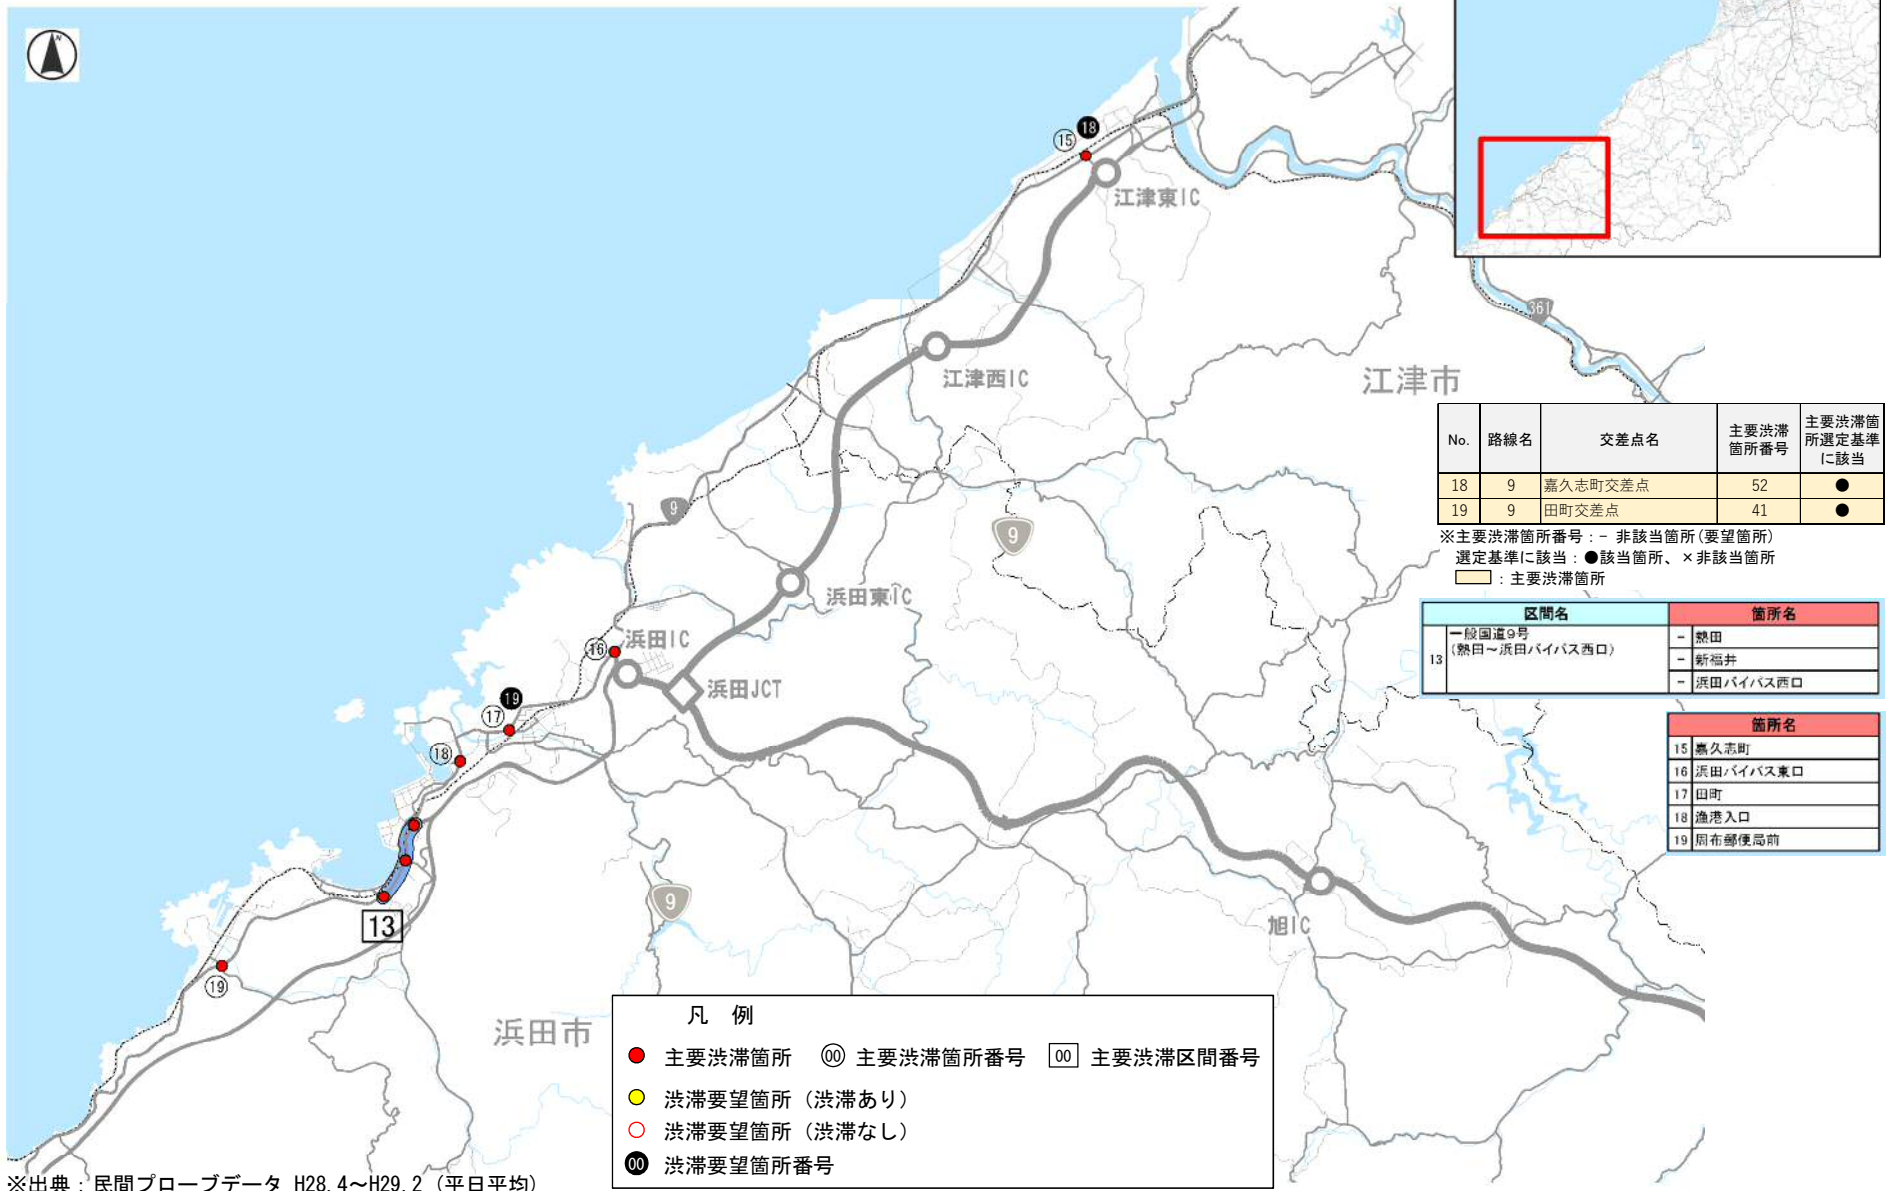 N
15
18
江津東IC
361
江津西IC
江津市
No.
路線名
交差点名
主要渋滞
箇所番号
主要渋滞箇
所選定基準
に該当
18 9 嘉久志町交差点 52 ●
19 9 田町交差点 41 ●
※主要渋滞箇所番号:- 非該当箇所(要望箇所)
選定基準に該当:●該当箇所、×非該当箇所
:主要渋滞箇所
9
9
浜田東IC
区間名 箇所名
13
一般国道9号
(熱田~浜田バイパス西口)
- 熱田
- 新福井
- 浜田バイパス西口
16
浜田IC
浜田JCT
19
17
18
箇所名
15 嘉久志町
16 浜田バイパス東口
17 田町
18 漁港入口
19 周布郵便局前
9
13
旭IC
19
浜田市
凡 例
主要渋滞箇所 00 主要渋滞箇所番号 00 主要渋滞区間番号
渋滞要望箇所(渋滞あり)
渋滞要望箇所(渋滞なし)
00 渋滞要望箇所番号
※出典:民間プローブデータ H28.4~H29.2(平日平均)